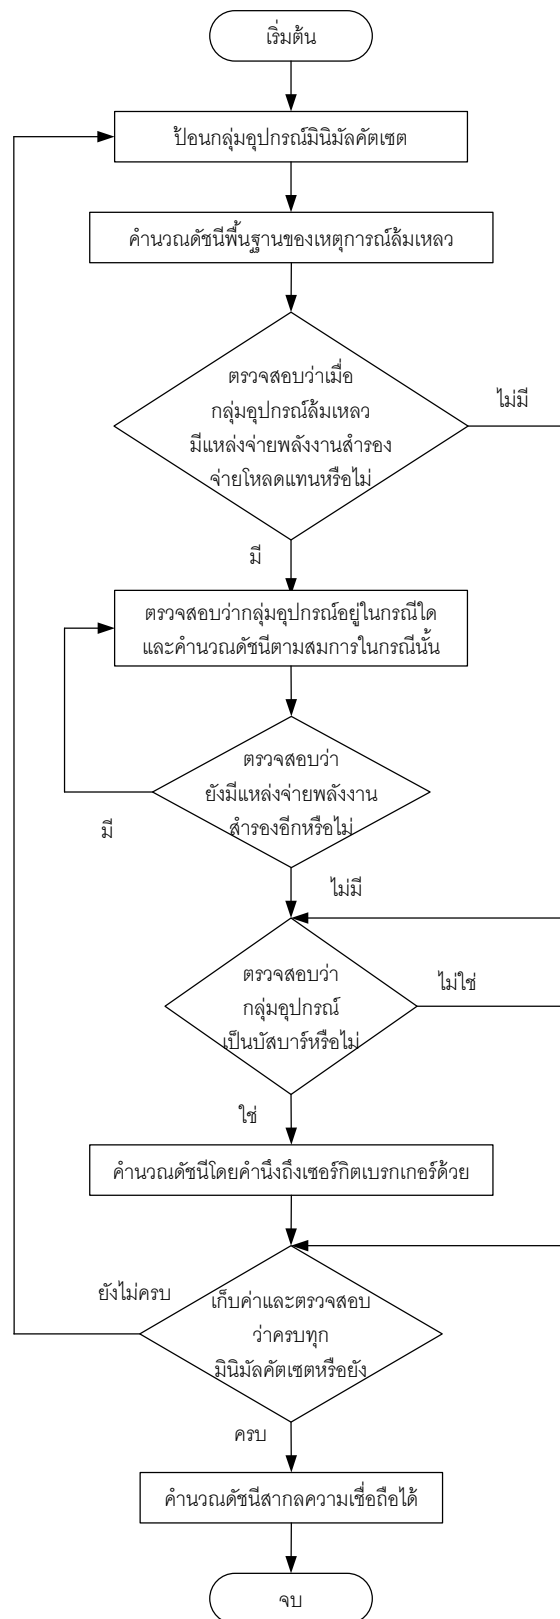 เริ่มต้น
ป้อนกลุ่มอุปกรณ์มินิมัลคัตเซต
คำนวณดัชนีพื้นฐานของเหตุการณ์ล้มเหลว
ตรวจสอบว่าเมื่อ
กลุ่มอุปกรณ์ล้มเหลว
มีแหล่งจ่ายพลังงานสำรอง
จ่ายโหลดแทนหรือไม่
ไม่มี
มี
ตรวจสอบว่ากลุ่มอุปกรณ์อยู่ในกรณีใด
และคำนวณดัชนีตามสมการในกรณีนั้น
ตรวจสอบว่า
ยังมีแหล่งจ่ายพลังงาน
สำรองอีกหรือไม่
มี
ไม่มี
ตรวจสอบว่า
กลุ่มอุปกรณ์
เป็นบัสบาร์หรือไม่
ไม่ใช่
ใช่
คำนวณดัชนีโดยคำนึงถึงเซอร์กิตเบรกเกอร์ด้วย
ยังไม่ครบ
เก็บค่าและตรวจสอบ
ว่าครบทุก
มินิมัลคัตเซตหรือยัง
ครบ
คำนวณดัชนีสากลความเชื่อถือได้
จบ